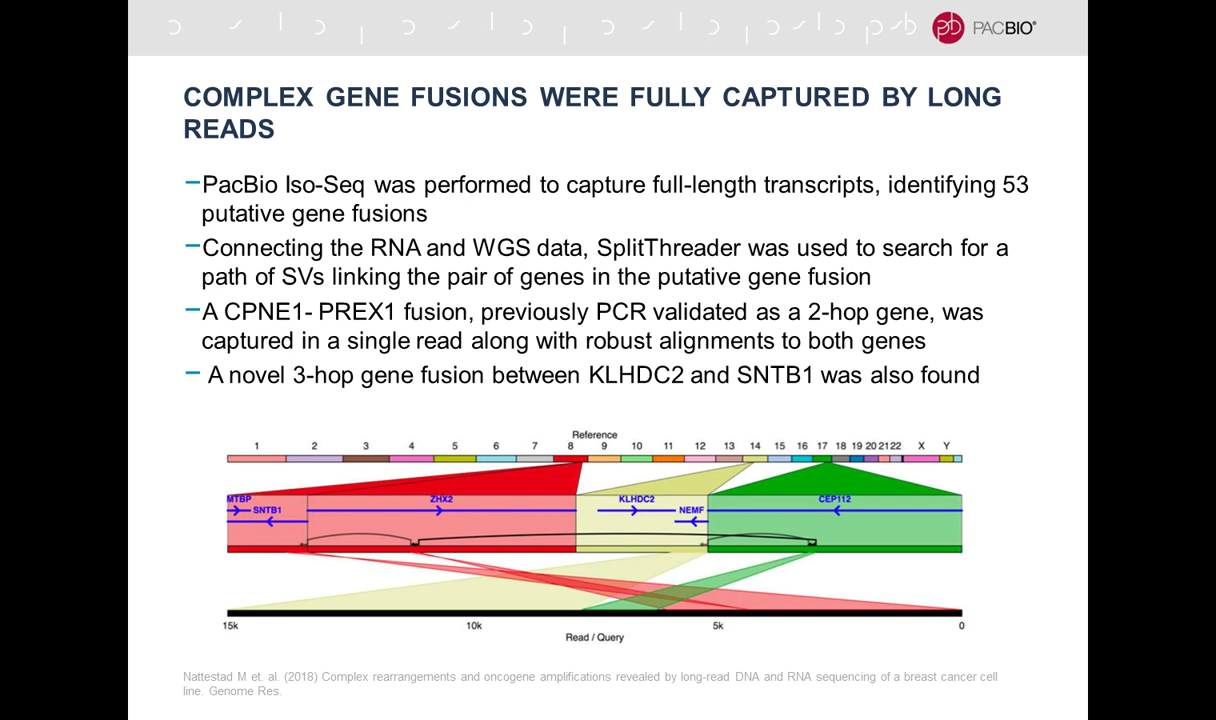 PACBIO®
COMPLEX GENE FUSIONS WERE FULLY CAPTURED BY LONG
READS
–PacBio Iso-Seq was performed to capture full-length transcripts, identifying 53
putative gene fusions
–Connecting the RNA and WGS data, SplitThreader was used to search for a
path of SVs linking the pair of genes in the putative gene fusion
–A CPNE1- PREX1 fusion, previously PCR validated as a 2-hop gene, was
captured in a single read along with robust alignments to both genes
– A novel 3-hop gene fusion between KLHDC2 and SNTB1 was also found
Reference
1 2 3 4 5 6 7 8 9 10 11 12 13 14 15 16 17 18 19 20 21 22 X Y
MTBP ZHX2 KLHDC2 CEP112
SNTB1 NEMF
15k 10k 5k 0
Read / Query
Nattestad M et. al. (2018) Complex rearrangements and oncogene amplifications revealed by long-read DNA and RNA sequencing of a breast cancer cell
line. Genome Res.